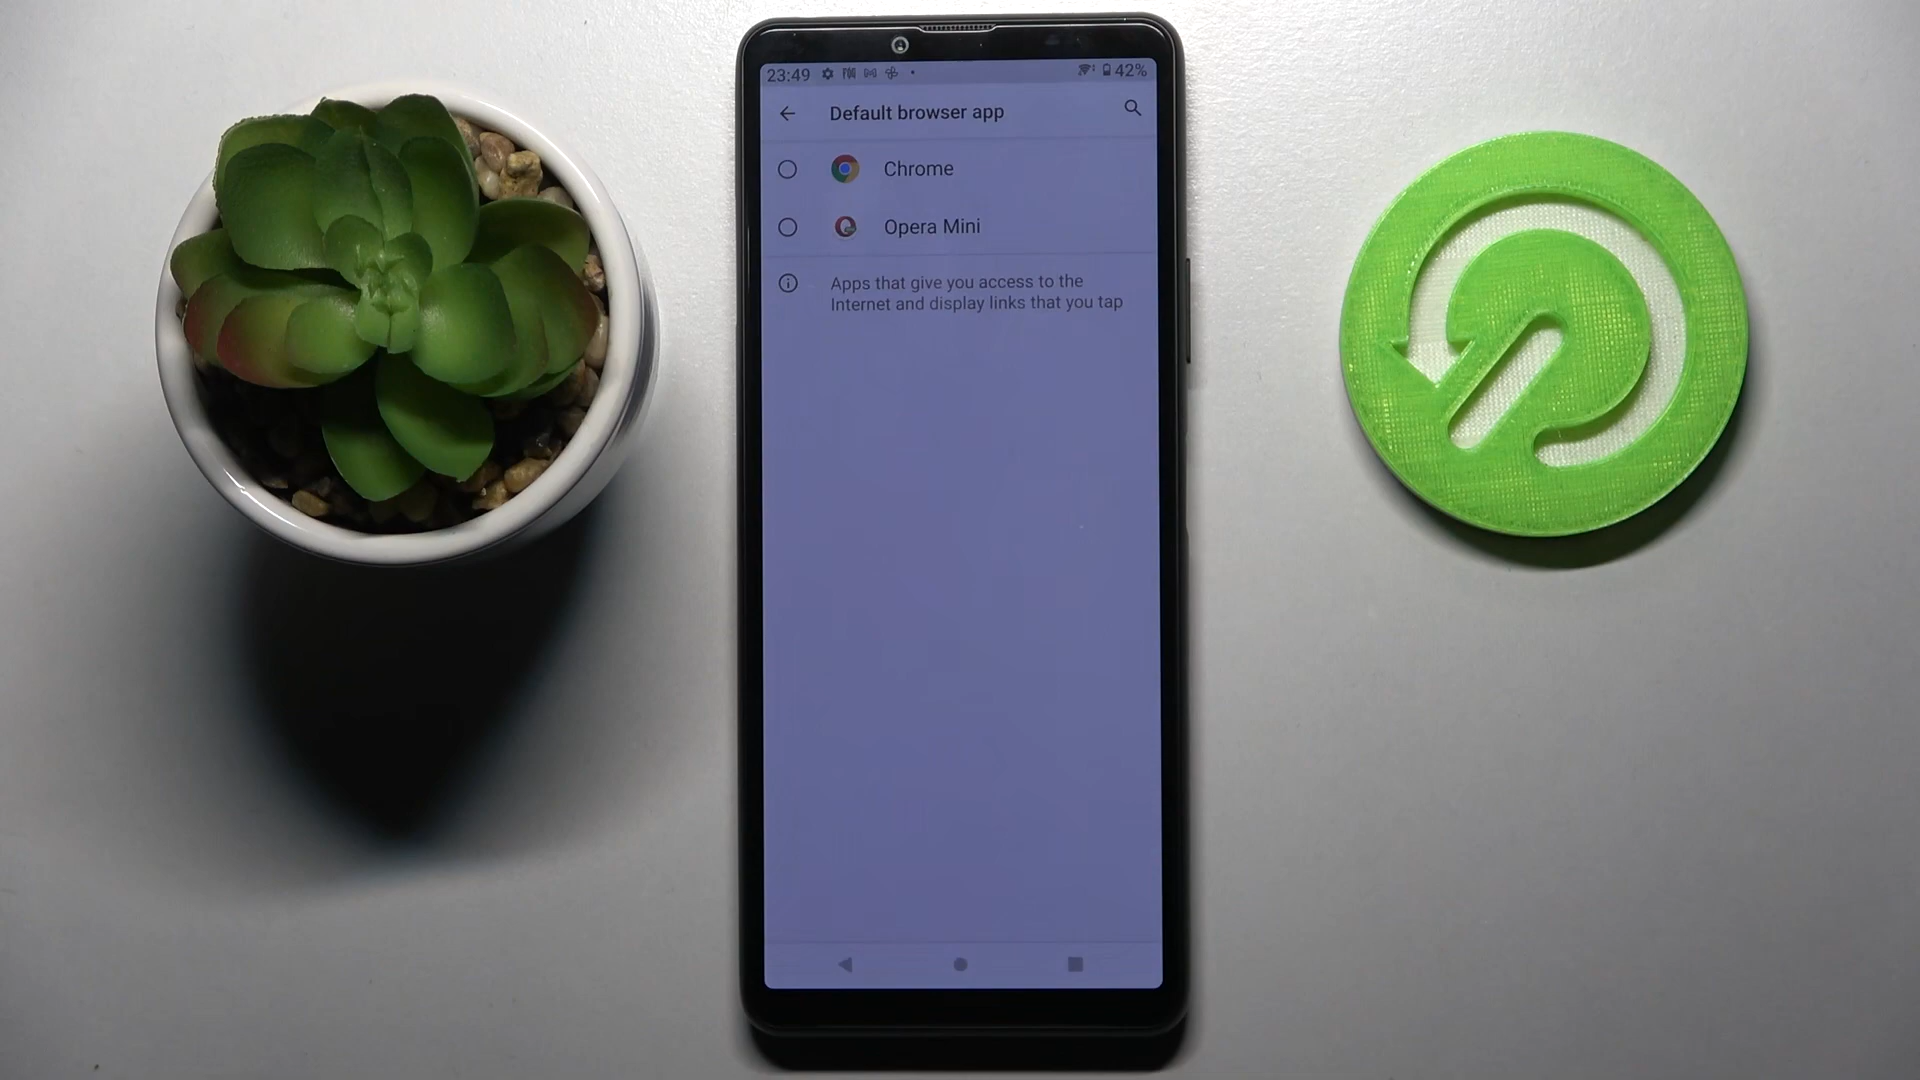 23:49
42%
Default browser app
Chrome
Opera Mini
Apps that give you access to the
Internet and display links that you tap